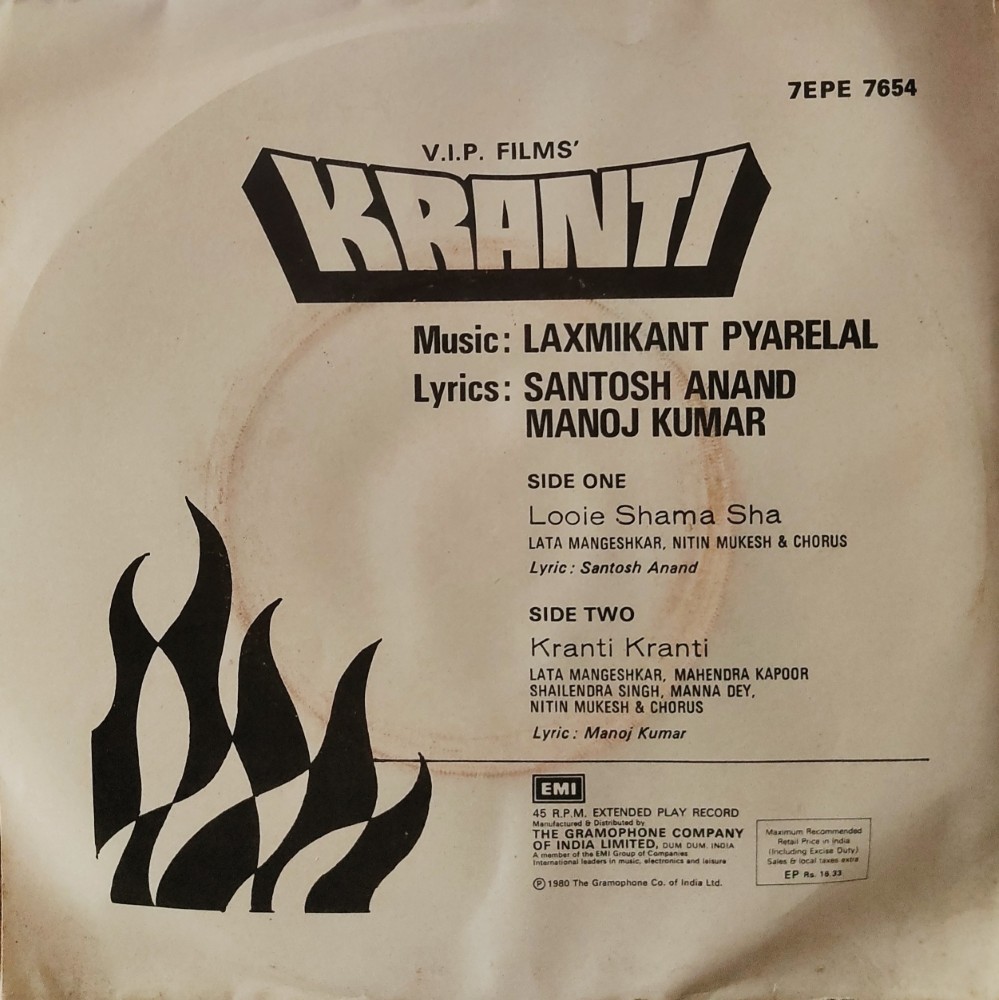 7EPE 7654
V.I.P. FILMS'
KRANTI
Music: LAXMIKANT PYARELAL
Lyrics: SANTOSH ANAND
MANOJ KUMAR
SIDE ONE
Looie Shama Sha
LATA MANGESHKAR, NITIN MUKESH & CHORUS
Lyric: Santosh Anand
SIDE TWO
Kranti Kranti
LATA MANGESHKAR, MAHENDRA KAPOOR
SHAILENDRA SINGH, MANNA DEY,
NITIN MUKESH & CHORUS
Lyric: Manoj Kumar
EMI
45 R.P.M. EXTENDED PLAY RECORD
Manufactured & Distributed by
THE GRAMOPHONE COMPANY
OF INDIA LIMITED, DUM DUM, INDIA
A member of the EMI Group of Companies
International leaders in music, electronics and leisure
Ⓟ 1980 The Gramophone Co. of India Ltd.
Maximum Recommended
Retail Price in India
(Including Excise Duty)
Sales & local taxes extra
EP Rs. 18.33